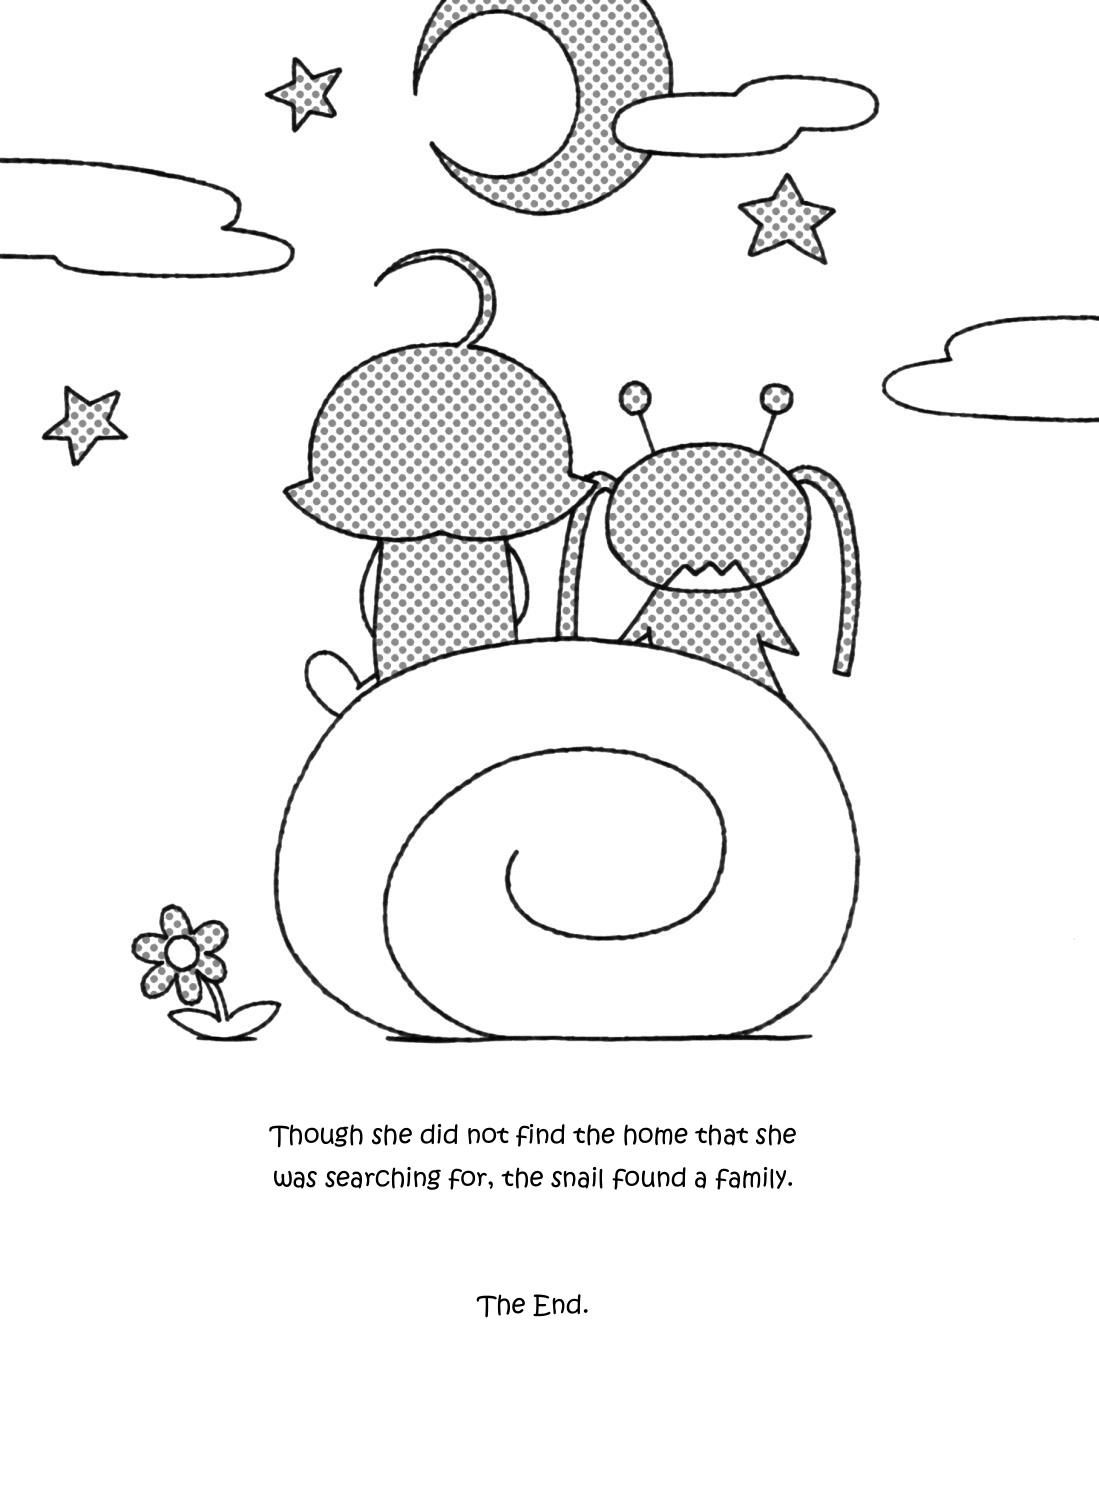 Though she did not find the home that she
was searching for, the snail found a family.
The End.